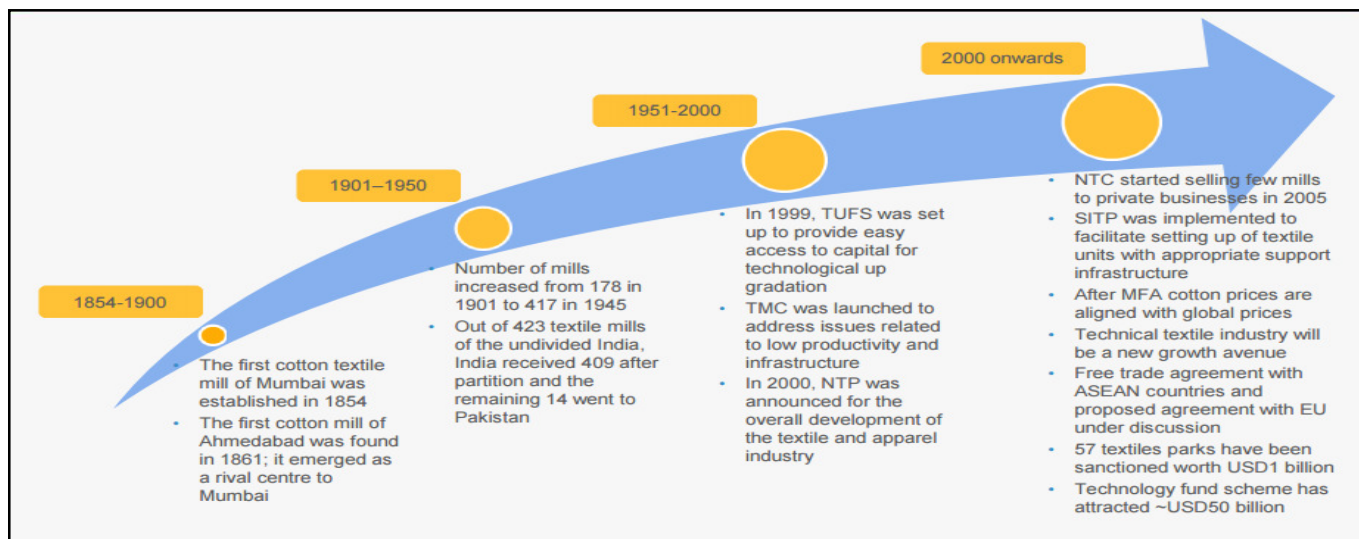 1854-1900
• The first cotton textile
mill of Mumbai was
established in 1854
• The first cotton mill of
Ahmedabad was found
in 1861; it emerged as
a rival centre to
Mumbai
1901–1950
• Number of mills
increased from 178 in
1901 to 417 in 1945
• Out of 423 textile mills
of the undivided India,
India received 409 after
partition and the
remaining 14 went to
Pakistan
1951-2000
• In 1999, TUFS was set
up to provide easy
access to capital for
technological up
gradation
• TMC was launched to
address issues related
to low productivity and
infrastructure
• In 2000, NTP was
announced for the
overall development of
the textile and apparel
industry
2000 onwards
• NTC started selling few mills
to private businesses in 2005
• SITP was implemented to
facilitate setting up of textile
units with appropriate support
infrastructure
• After MFA cotton prices are
aligned with global prices
• Technical textile industry will
be a new growth avenue
• Free trade agreement with
ASEAN countries and
proposed agreement with EU
under discussion
• 57 textiles parks have been
sanctioned worth USD1 billion
• Technology fund scheme has
attracted ~USD50 billion